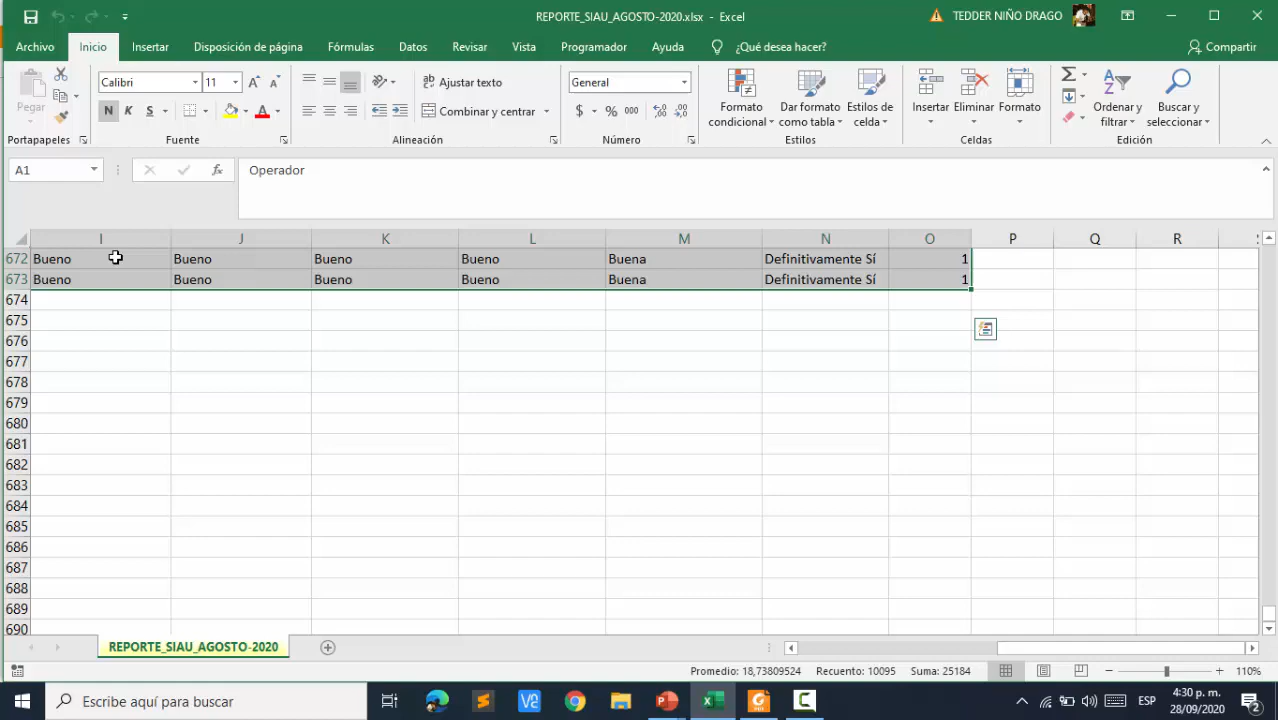 REPORTE_SIAU_AGOSTO-2020.xlsx - Excel
TEDDER NIÑO DRAGO
Archivo Inicio Insertar Disposición de página Fórmulas Datos Revisar Vista Programador Ayuda ¿Qué desea hacer? Compartir
Pegar
Portapapeles
Calibri 11
N K S
Fuente
Ajustar texto
Combinar y centrar
Alineación
General
$ % 000
Número
Formato condicional
Dar formato como tabla
Estilos de celda
Estilos
Insertar Eliminar Formato
Celdas
Ordenar y filtrar
Buscar y seleccionar
Edición
A1 fx Operador
I J K L M N O P Q R
672 Bueno Bueno Bueno Bueno Buena Definitivamente Sí 1
673 Bueno Bueno Bueno Bueno Buena Definitivamente Sí 1
674
675
676
677
678
679
680
681
682
683
684
685
686
687
688
689
690
REPORTE_SIAU_AGOSTO-2020
Promedio: 18,73809524 Recuento: 10095 Suma: 25184 110%
Escribe aquí para buscar
ESP
4:30 p. m.
28/09/2020
2